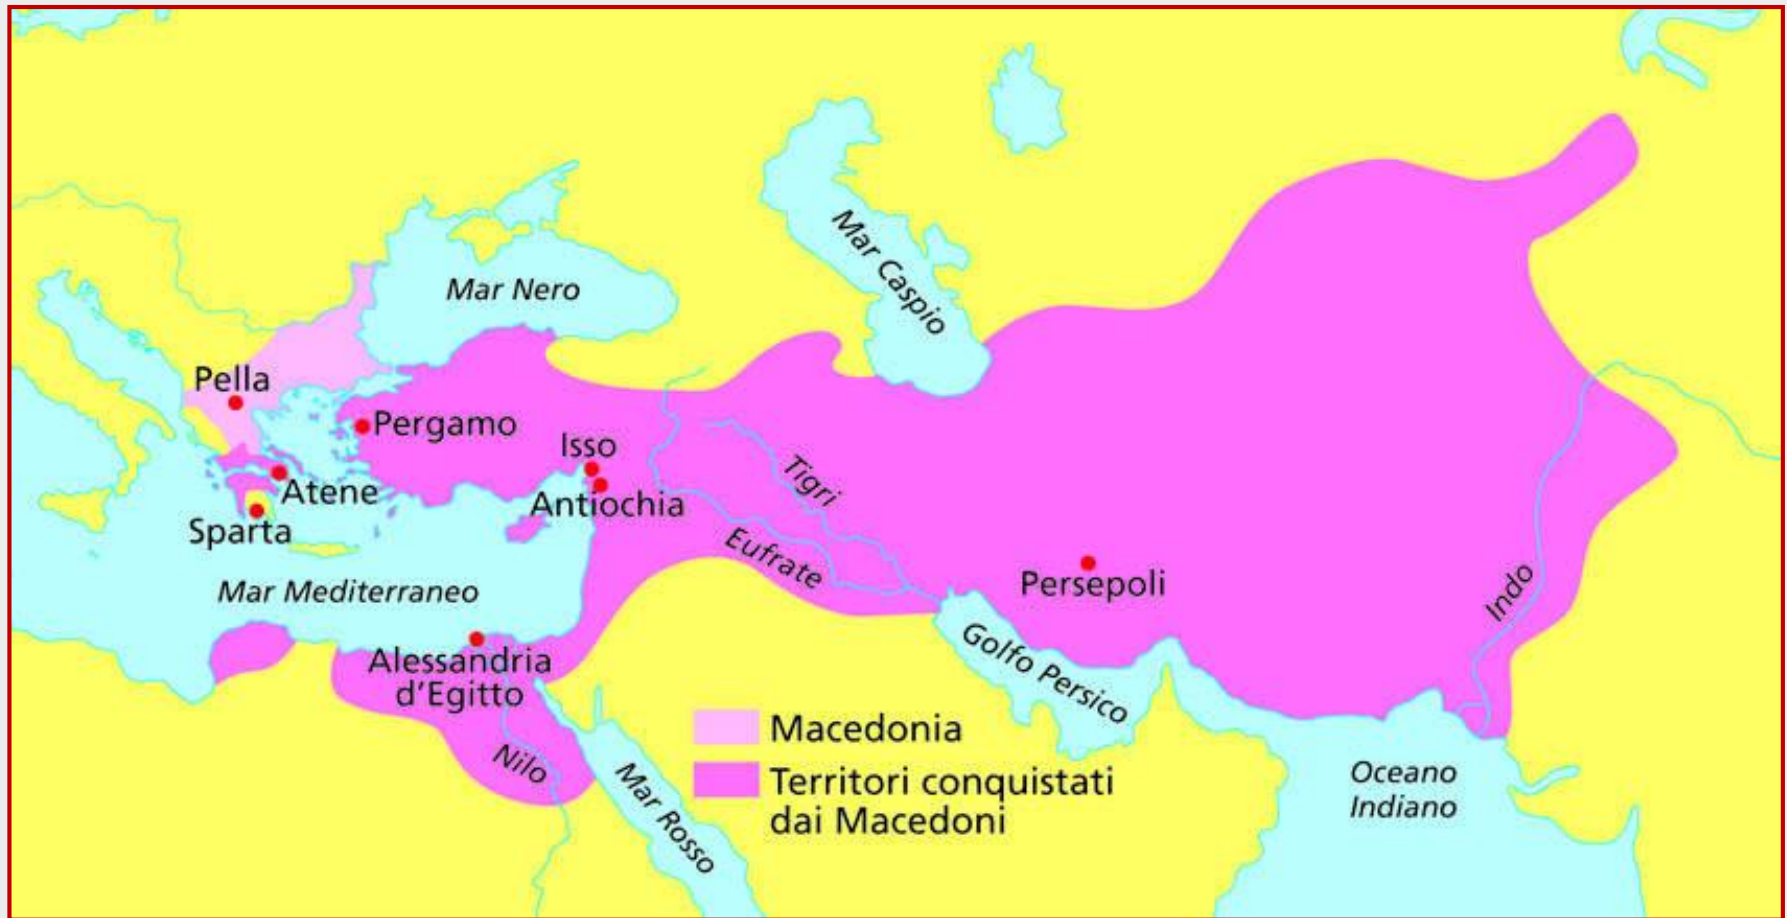 Mar Nero
Mar Caspio
Pella
Pergamo
Isso
Atene
Antiochia
Tigri
Sparta
Eufrate
Mar Mediterraneo
Persepoli
Indo
Alessandria
d'Egitto
Golfo Persico
Nilo
Mar Rosso
Macedonia
Territori conquistati
dai Macedoni
Oceano
Indiano